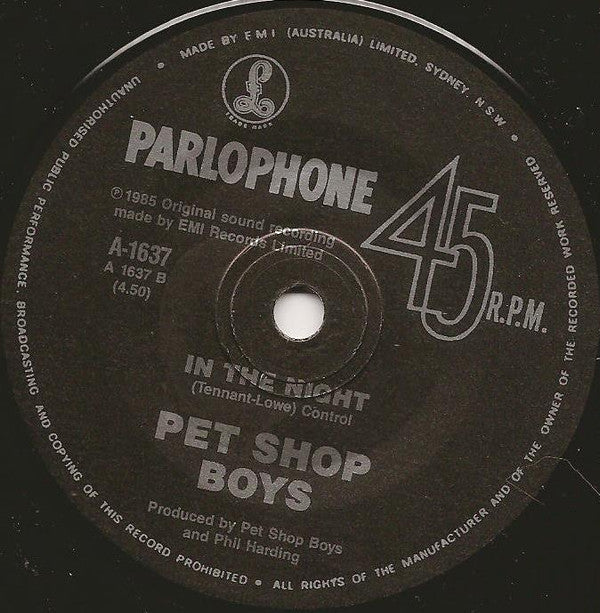 • MADE BY EMI (AUSTRALIA) LIMITED. SYDNEY. N.S.W. •
£
TRADE MARK
PARLOPHONE
45 R.P.M.
℗ 1985 Original sound recording
made by EMI Records Limited
A-1637
A 1637 B
(4.50)
IN THE NIGHT
(Tennant-Lowe) Control
PET SHOP
BOYS
Produced by Pet Shop Boys
and Phil Harding
UNAUTHORISED PUBLIC PERFORMANCE. BROADCASTING AND COPYING OF THIS RECORD PROHIBITED • ALL RIGHTS OF THE MANUFACTURER AND OF THE OWNER OF THE RECORDED WORK RESERVED